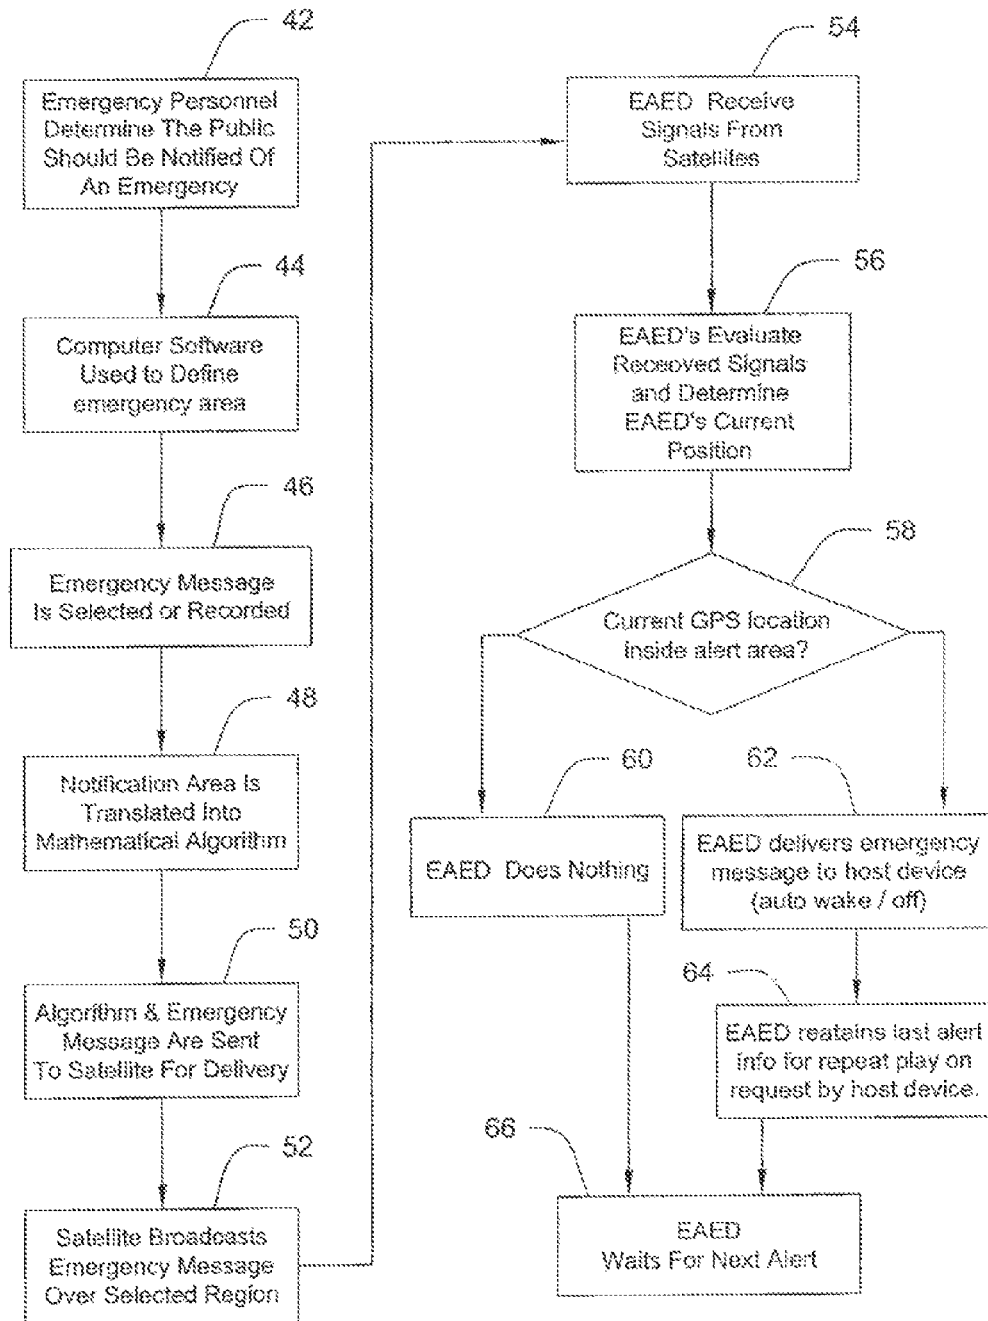 42
Emergency Personnel
Determine The Public
Should Be Notified Of
An Emergency
44
Computer Software
Used to Define
emergency area
46
Emergency Message
Is Selected or Recorded
48
Notification Area Is
Translated Into
Mathematical Algorithm
50
Algorithm & Emergency
Message Are Sent
To Satellite For Delivery
52
Satellite Broadcasts
Emergency Message
Over Selected Region
54
EAED Receive
Signals From
Satellites
56
EAED's Evaluate
Receoved Signals
and Determine
EAED's Current
Position
58
Current GPS location
inside alert area?
60
EAED Does Nothing
62
EAED delivers emergency
message to host device
(auto wake / off)
64
EAED reatains last alert
info for repeat play on
request by host device.
66
EAED
Waits For Next Alert